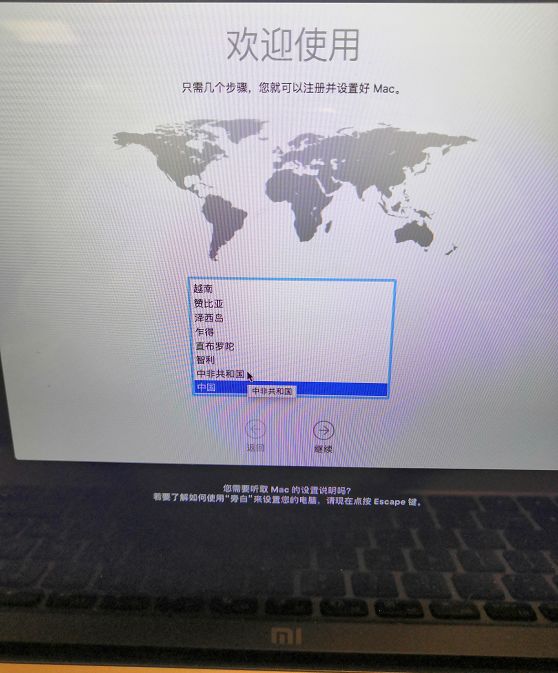 欢迎使用
只需几个步骤，您就可以注册并设置好 Mac。
越南
赞比亚
泽西岛
乍得
直布罗陀
智利
中非共和国
中国
中非共和国
返回
继续
您需要听取 Mac 的设置说明吗？
若要了解如何使用“旁白”来设置您的电脑，请现在点按 Escape 键。
mi